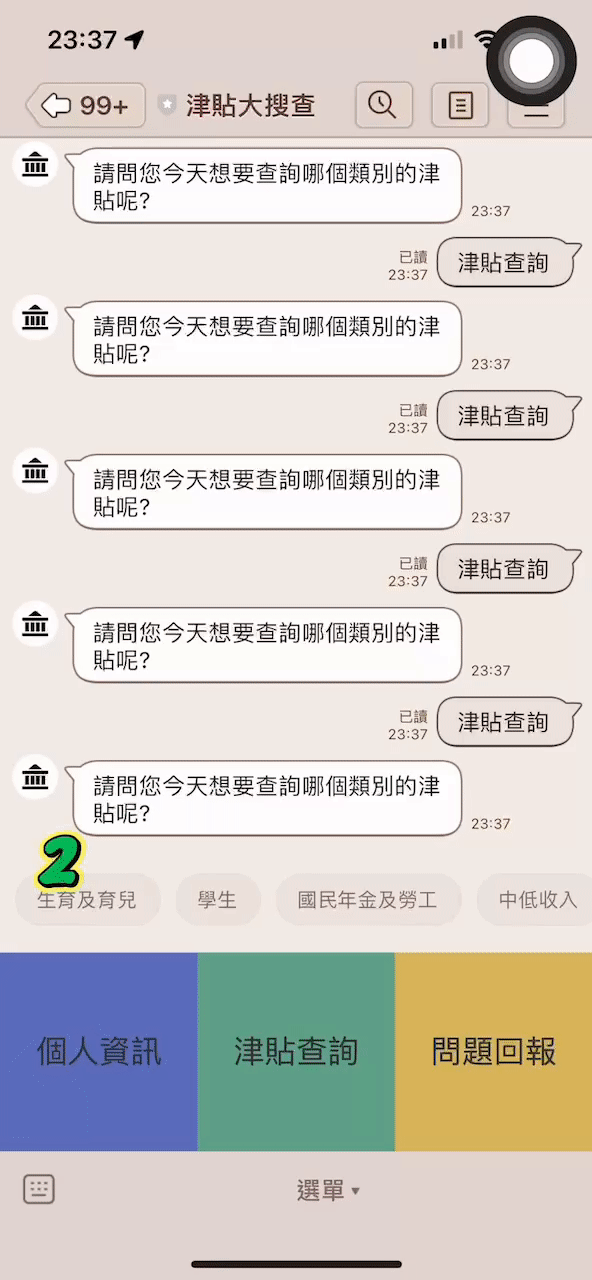 23:37
99+
津貼大搜查
請問您今天想要查詢哪個類別的津
貼呢?
23:37
已讀
23:37
津貼查詢
請問您今天想要查詢哪個類別的津
貼呢?
23:37
已讀
23:37
津貼查詢
請問您今天想要查詢哪個類別的津
貼呢?
23:37
已讀
23:37
津貼查詢
請問您今天想要查詢哪個類別的津
貼呢?
23:37
已讀
23:37
津貼查詢
請問您今天想要查詢哪個類別的津
貼呢?
23:37
2
生育及育兒
學生
國民年金及勞工
中低收入
個人資訊
津貼查詢
問題回報
選單▾